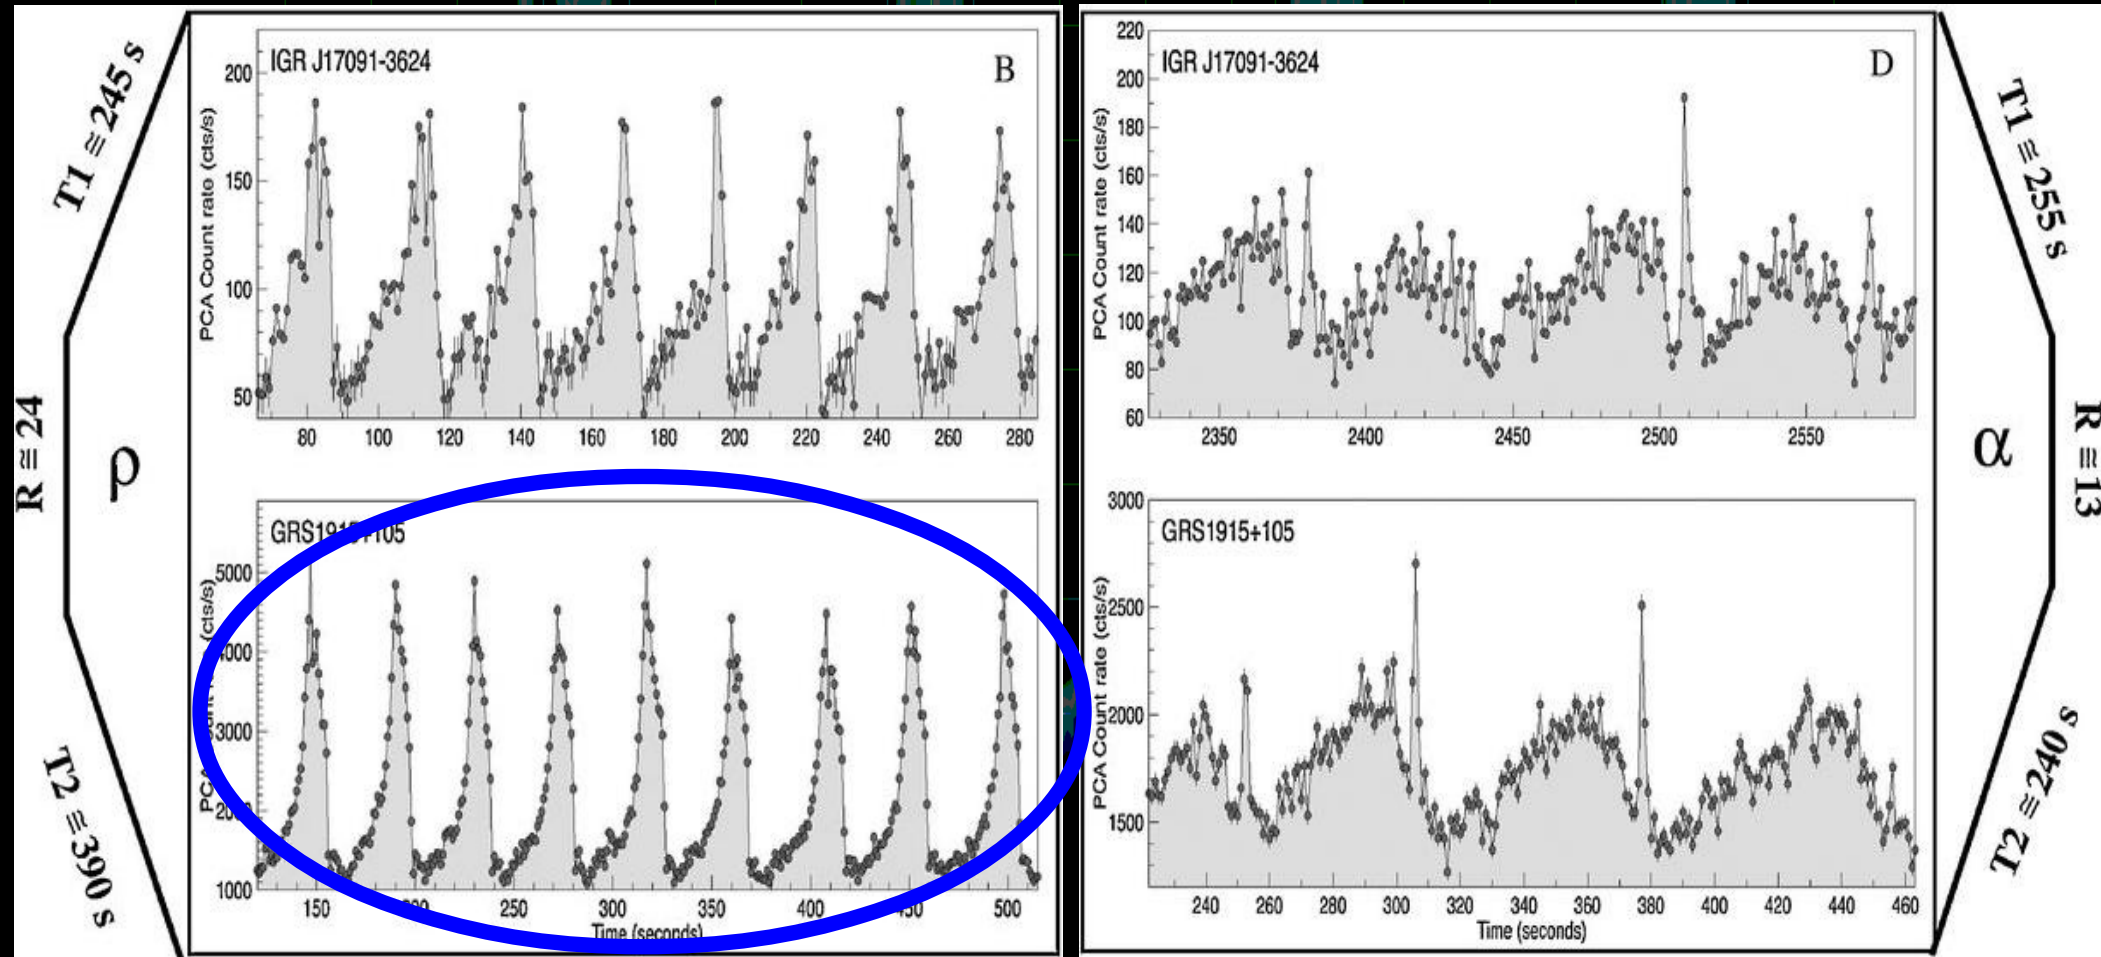 T1 ≅ 245 s
R ≅ 24
ρ
T2 ≅ 390 s
IGR J17091-3624
B
PCA Count rate (cts/s)
200
150
100
50
80 100 120 140 160 180 200 220 240 260 280
GRS1915+105
(cts/s)
5000
4000
3000
1000
150 250 300 350 400 450 500
Time (seconds)
IGR J17091-3624
D
PCA Count rate (cts/s)
220
200
180
160
140
120
100
80
60
2350 2400 2450 2500 2550
GRS1915+105
PCA Count rate (cts/s)
3000
2500
2000
1500
240 260 280 300 320 340 360 380 400 420 440 460
Time (seconds)
T1 ≅ 255 s
R ≅ 13
α
T2 ≅ 240 s